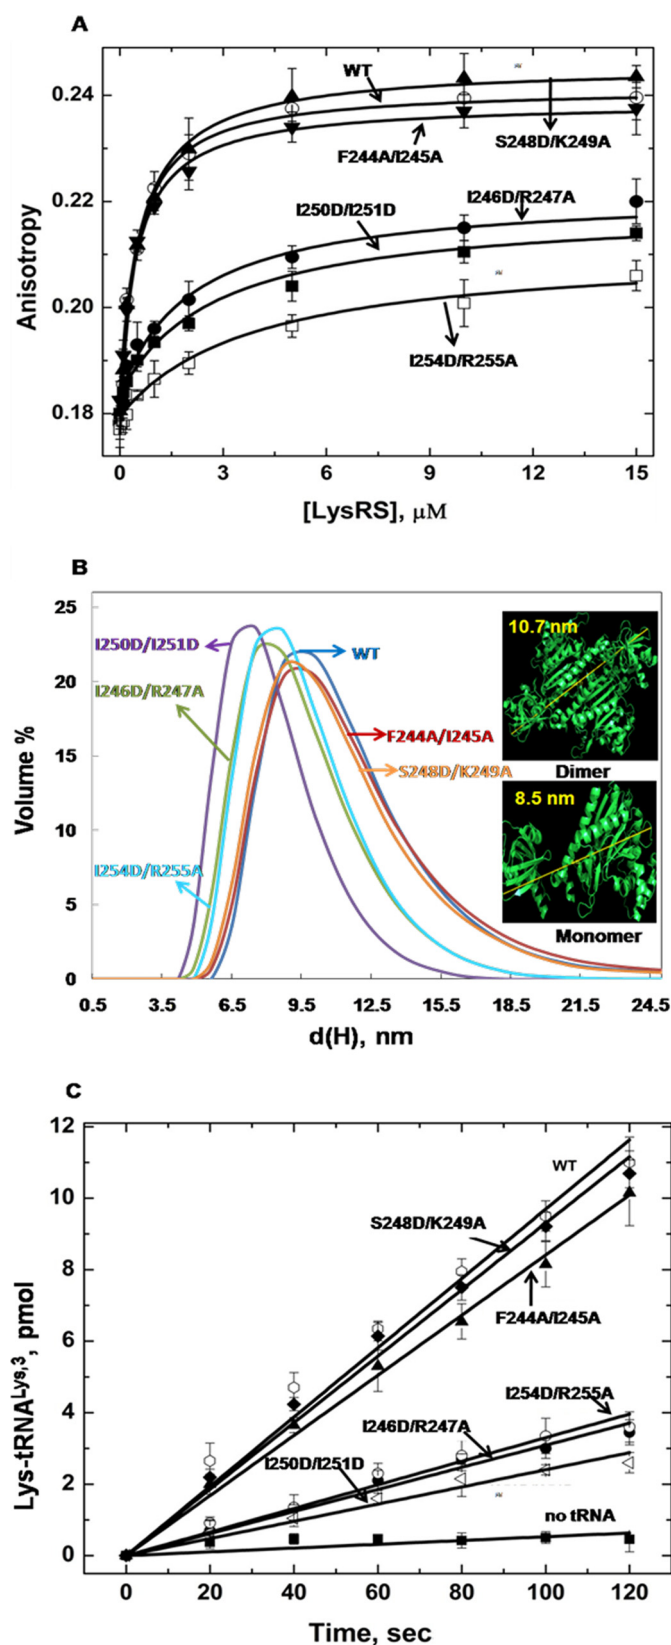 A
0.24
0.22
0.20
0.18
Anisotropy
WT
S248D/K249A
F244A/I245A
I246D/R247A
I250D/I251D
I254D/R255A
0 3 6 9 12 15
[LysRS], μM
B
25
20
15
10
5
0
Volume %
I250D/I251D
WT
I246D/R247A
F244A/I245A
S248D/K249A
I254D/R255A
10.7 nm
Dimer
8.5 nm
Monomer
0.5 3.5 6.5 9.5 12.5 15.5 18.5 21.5 24.5
d(H), nm
C
12
10
8
6
4
2
0
Lys-tRNA^Lys,3, pmol
WT
S248D/K249A
F244A/I245A
I254D/R255A
I246D/R247A
I250D/I251D
no tRNA
0 20 40 60 80 100 120
Time, sec